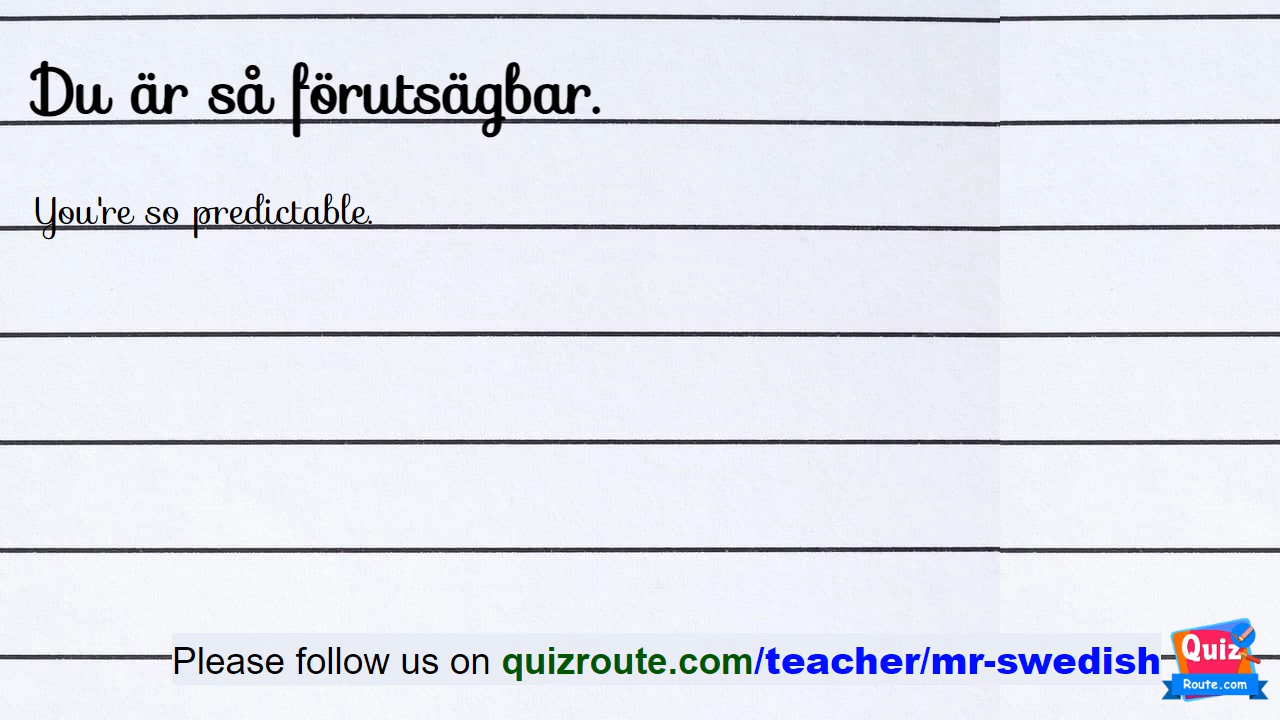 Du är så förutsägbar.
You're so predictable.
Please follow us on quizroute.com/teacher/mr-swedish
Quiz
Route.com